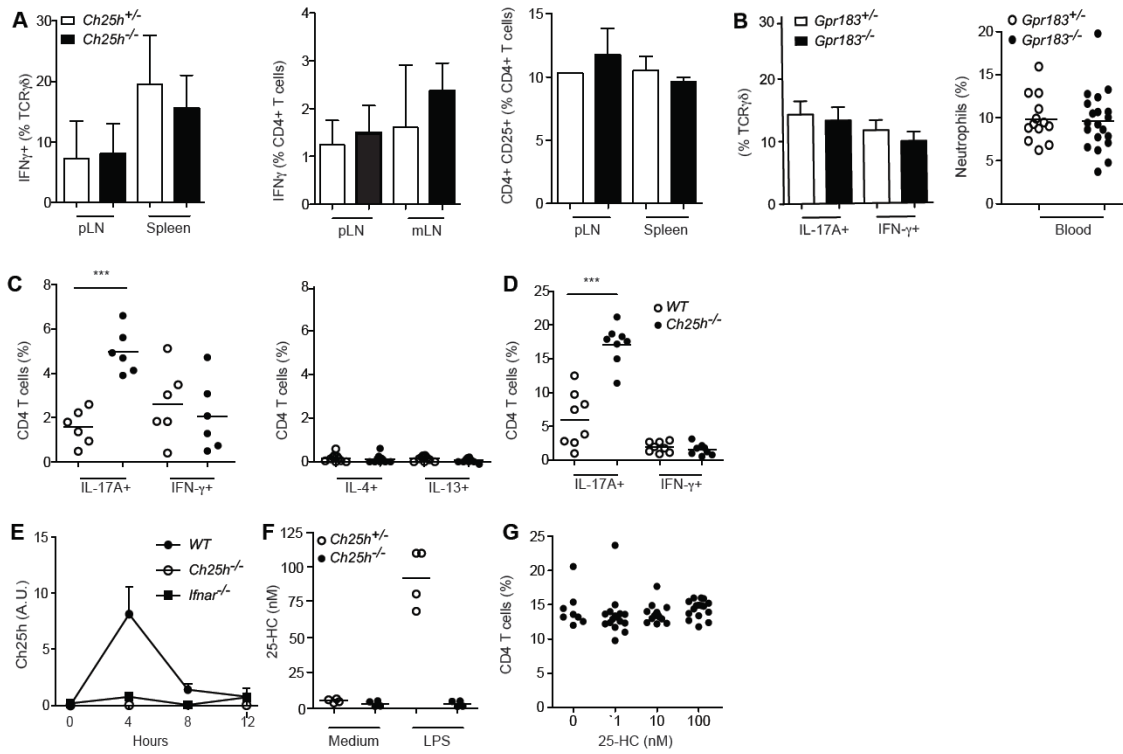 A
Ch25h+/-
Ch25h-/-
IFNγ+ (% TCRγδ)
30
20
10
0
pLN
Spleen
IFNγ (% CD4+ T cells)
4
3
2
1
0
pLN
mLN
CD4+ CD25+ (% CD4+ T cells)
15
10
5
0
pLN
Spleen
B
Gpr183+/-
Gpr183-/-
(% TCRγδ)
30
20
10
0
IL-17A+
IFN-γ+
Gpr183+/-
Gpr183-/-
Neutrophils (%)
20
15
10
5
0
Blood
C
***
CD4 T cells (%)
8
6
4
2
0
IL-17A+
IFN-γ+
CD4 T cells (%)
8
6
4
2
0
IL-4+
IL-13+
D
***
WT
Ch25h-/-
CD4 T cells (%)
25
20
15
10
5
0
IL-17A+
IFN-γ+
E
WT
Ch25h-/-
Ifnar-/-
Ch25h (A.U.)
15
10
5
0
0
4
8
12
Hours
F
Ch25h+/-
Ch25h-/-
25-HC (nM)
125
100
75
50
25
0
Medium
LPS
G
CD4 T cells (%)
25
20
15
10
5
0
0
`1
10
100
25-HC (nM)